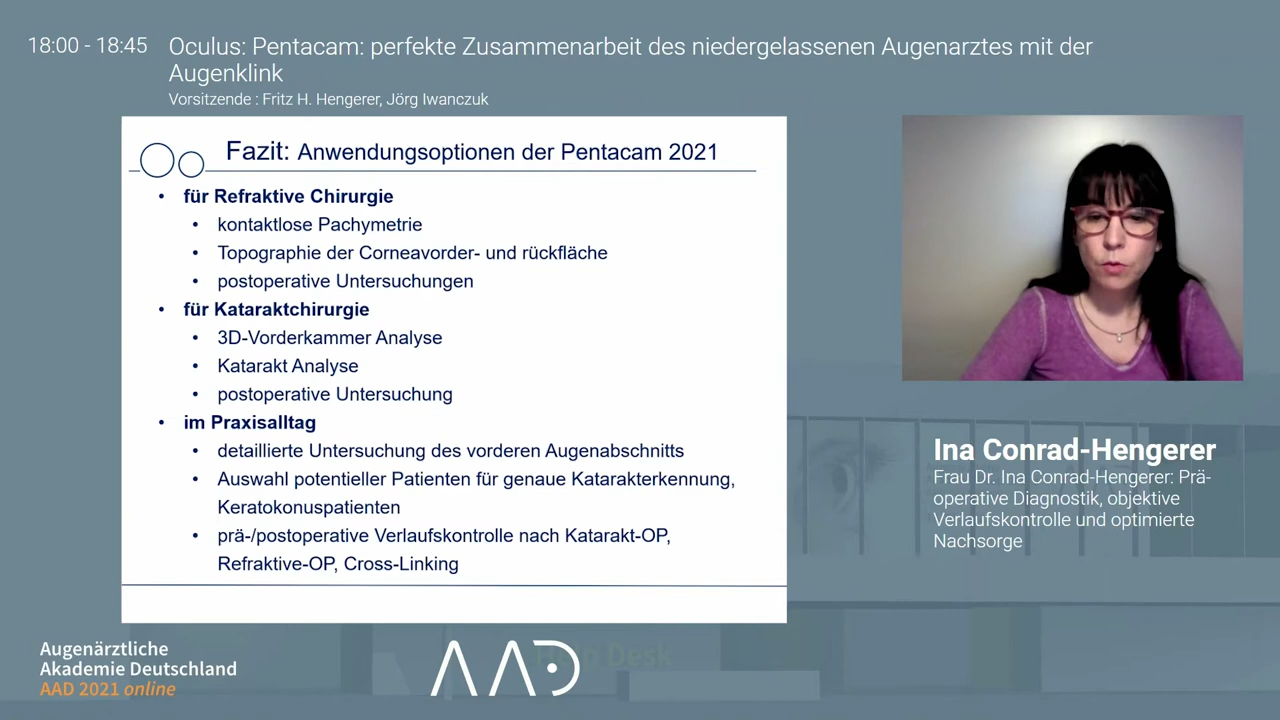 18:00 - 18:45
Oculus: Pentacam: perfekte Zusammenarbeit des niedergelassenen Augenarztes mit der
Augenklink
Vorsitzende : Fritz H. Hengerer, Jörg Iwanczuk
Fazit: Anwendungsoptionen der Pentacam 2021
• für Refraktive Chirurgie
• kontaktlose Pachymetrie
• Topographie der Corneavorder- und rückfläche
• postoperative Untersuchungen
• für Kataraktchirurgie
• 3D-Vorderkammer Analyse
• Katarakt Analyse
• postoperative Untersuchung
• im Praxisalltag
• detaillierte Untersuchung des vorderen Augenabschnitts
• Auswahl potentieller Patienten für genaue Katarakterkennung,
Keratokonuspatienten
• prä-/postoperative Verlaufskontrolle nach Katarakt-OP,
Refraktive-OP, Cross-Linking
Ina Conrad-Hengerer
Frau Dr. Ina Conrad-Hengerer: Prä-
operative Diagnostik, objektive
Verlaufskontrolle und optimierte
Nachsorge
Augenärztliche
Akademie Deutschland
AAD 2021 online
AAD
Desk